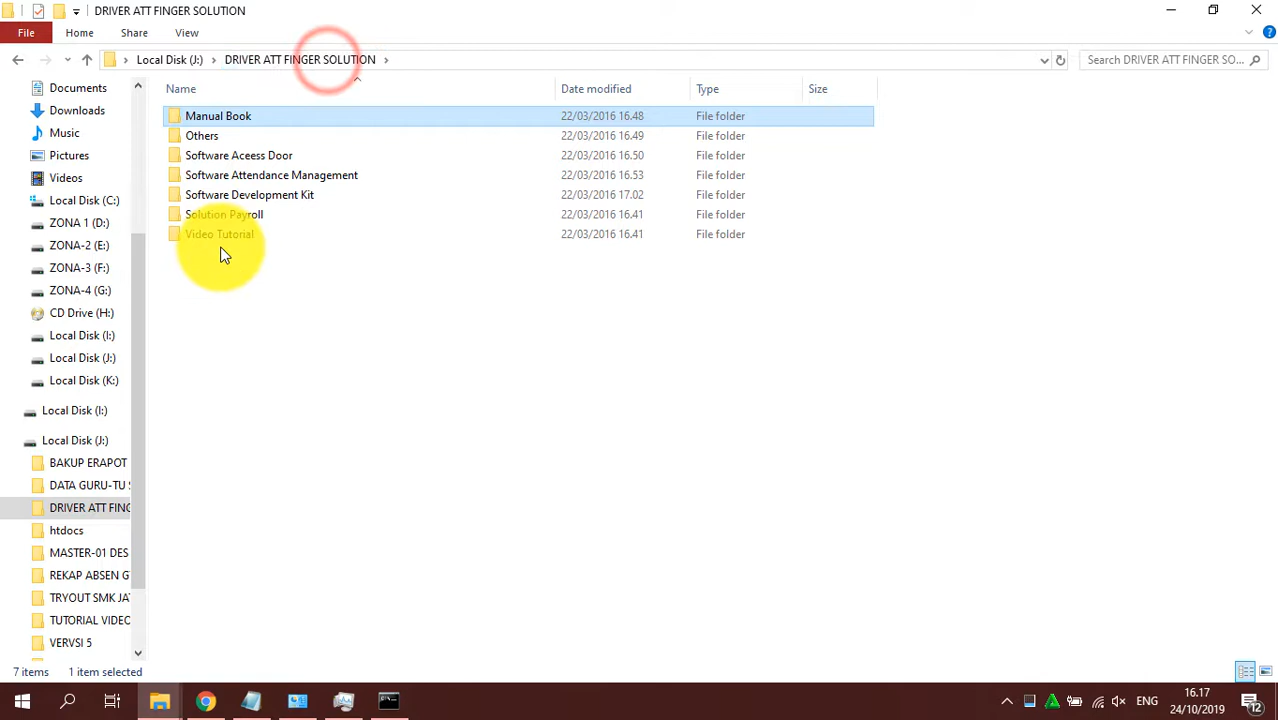 DRIVER ATT FINGER SOLUTION
File Home Share View
Local Disk (J:) DRIVER ATT FINGER SOLUTION Search DRIVER ATT FINGER SO...
Name Date modified Type Size
Manual Book 22/03/2016 16.48 File folder
Others 22/03/2016 16.49 File folder
Software Aceess Door 22/03/2016 16.50 File folder
Software Attendance Management 22/03/2016 16.53 File folder
Software Development Kit 22/03/2016 17.02 File folder
Solution Payroll 22/03/2016 16.41 File folder
Video Tutorial 22/03/2016 16.41 File folder
Documents
Downloads
Music
Pictures
Videos
Local Disk (C:)
ZONA 1 (D:)
ZONA-2 (E:)
ZONA-3 (F:)
ZONA-4 (G:)
CD Drive (H:)
Local Disk (I:)
Local Disk (J:)
Local Disk (K:)
Local Disk (I:)
Local Disk (J:)
BAKUP ERAPOT
DATA GURU-TU S
DRIVER ATT FING
htdocs
MASTER-01 DES
REKAP ABSEN G
TRYOUT SMK JA
TUTORIAL VIDEO
VERVSI 5
7 items 1 item selected
ENG
16.17
24/10/2019
12